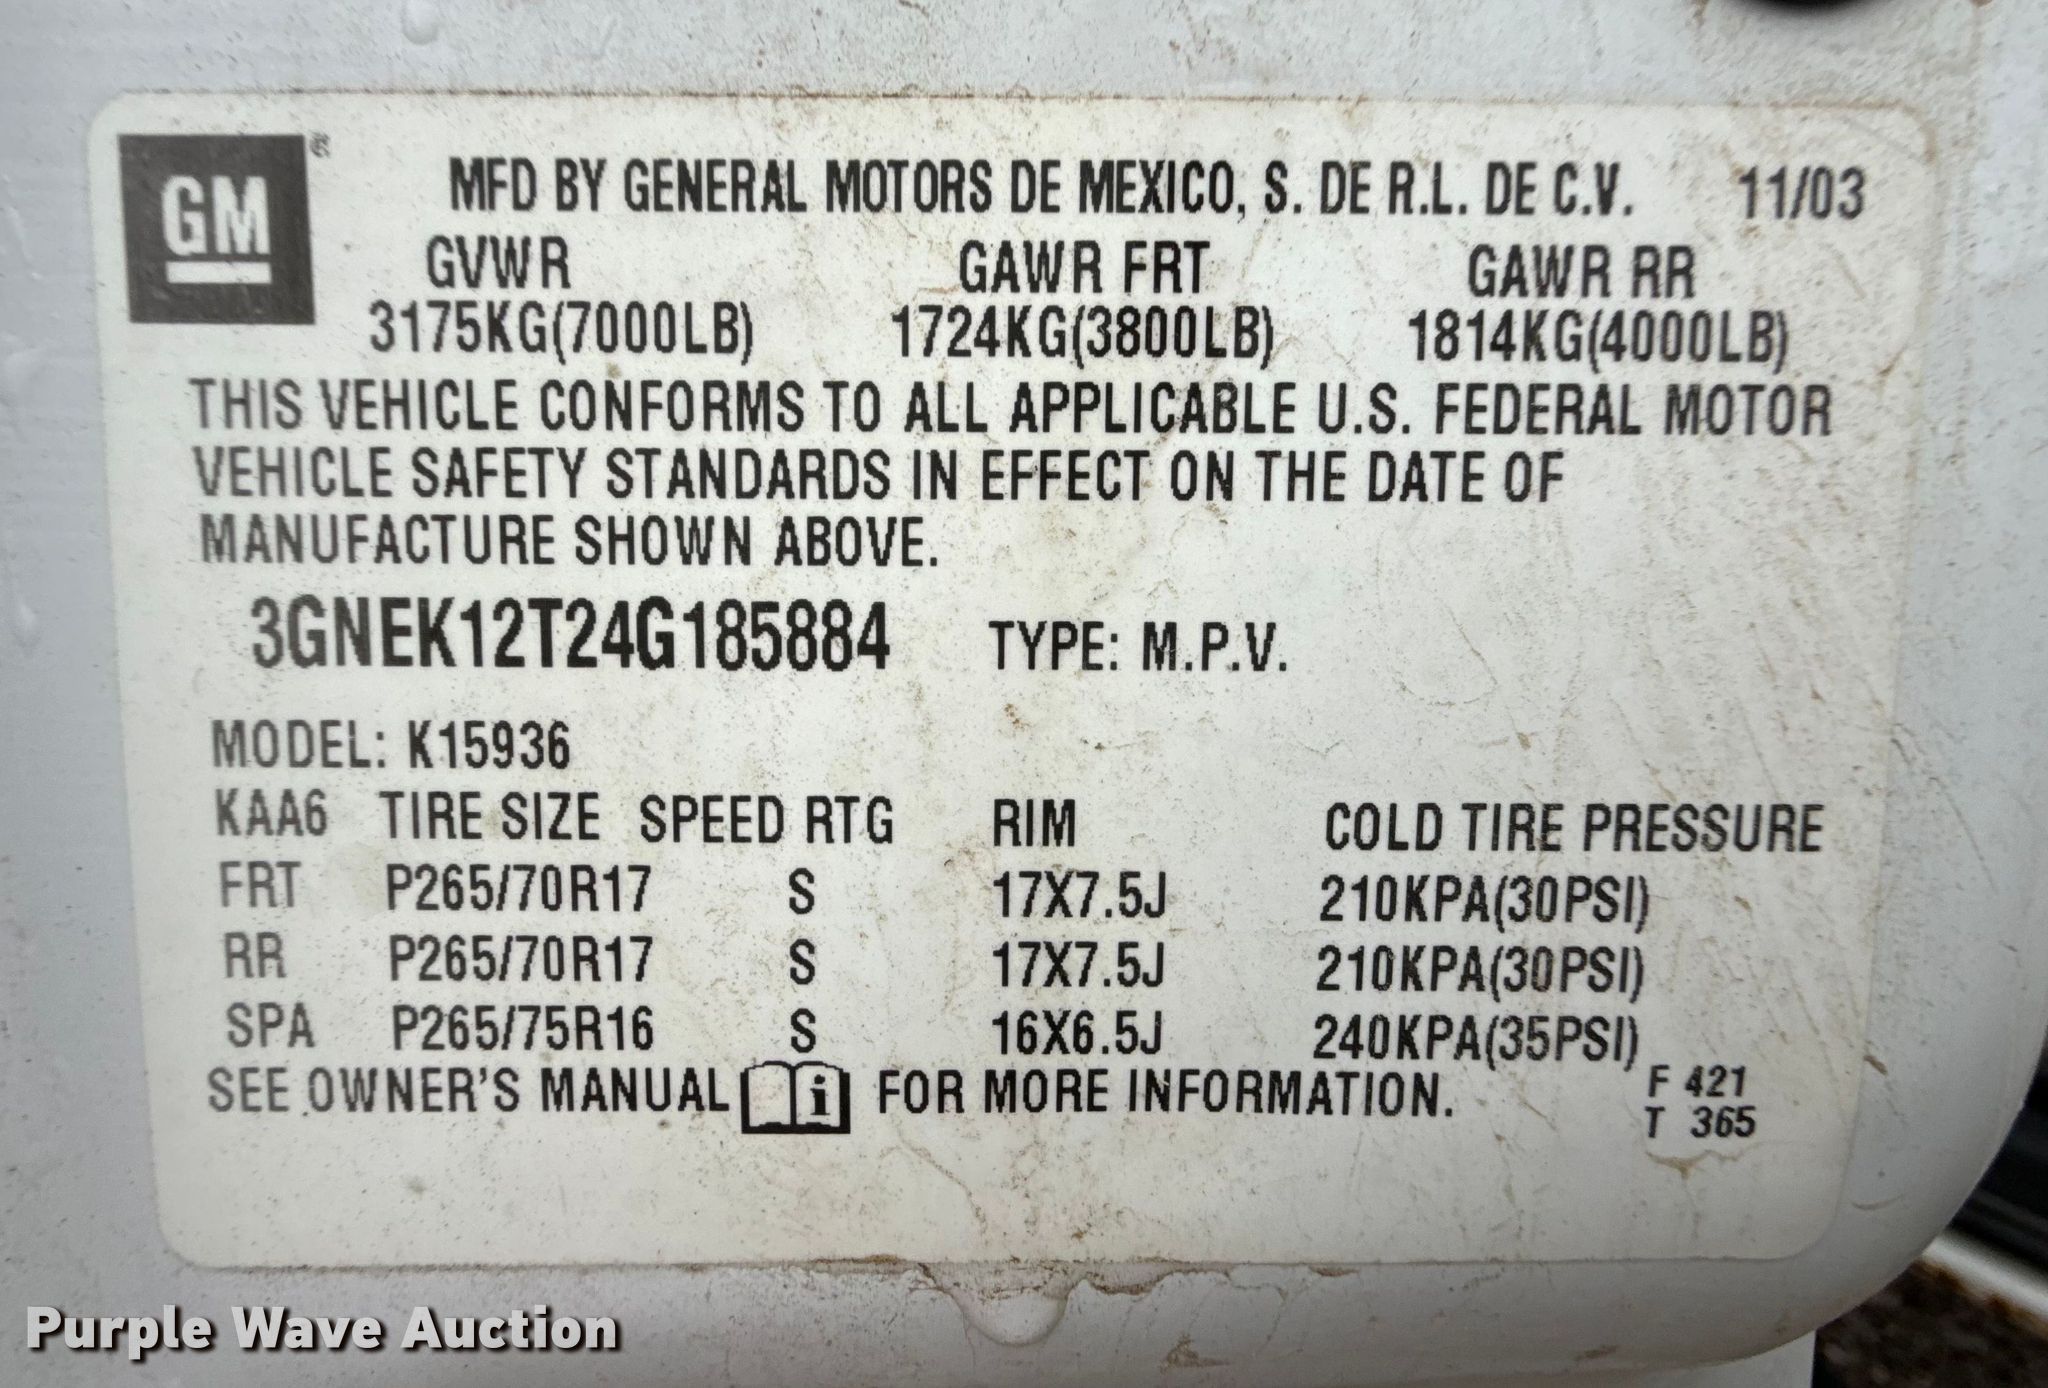 GM
MFD BY GENERAL MOTORS DE MEXICO, S. DE R.L. DE C.V. 11/03
GVWR GAWR FRT GAWR RR
3175KG(7000LB) 1724KG(3800LB) 1814KG(4000LB)
THIS VEHICLE CONFORMS TO ALL APPLICABLE U.S. FEDERAL MOTOR
VEHICLE SAFETY STANDARDS IN EFFECT ON THE DATE OF
MANUFACTURE SHOWN ABOVE.
3GNEK12T24G185884 TYPE: M.P.V.
MODEL: K15936
KAA6 TIRE SIZE SPEED RTG RIM COLD TIRE PRESSURE
FRT P265/70R17 S 17X7.5J 210KPA(30PSI)
RR P265/70R17 S 17X7.5J 210KPA(30PSI)
SPA P265/75R16 S 16X6.5J 240KPA(35PSI)
SEE OWNER'S MANUAL i FOR MORE INFORMATION.
F 421
T 365
Purple Wave Auction